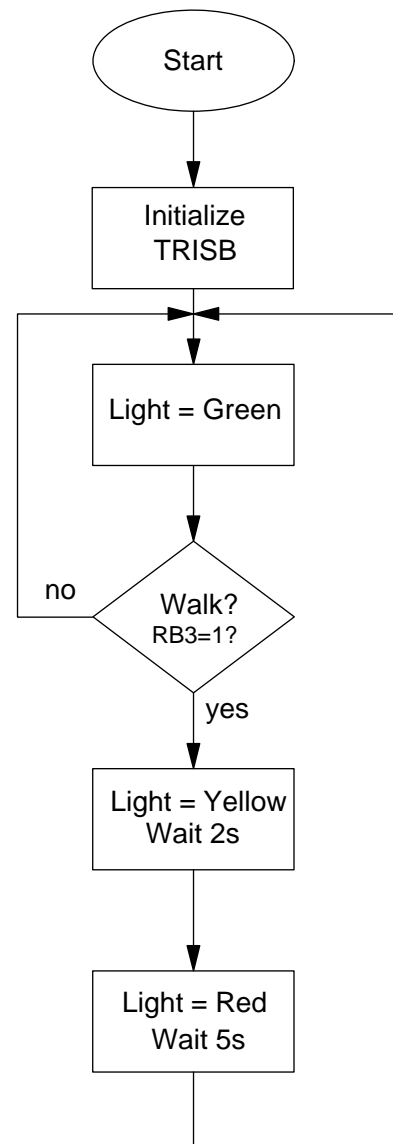 Start
Initialize
TRISB
Light = Green
no
Walk?
RB3=1?
yes
Light = Yellow
Wait 2s
Light = Red
Wait 5s